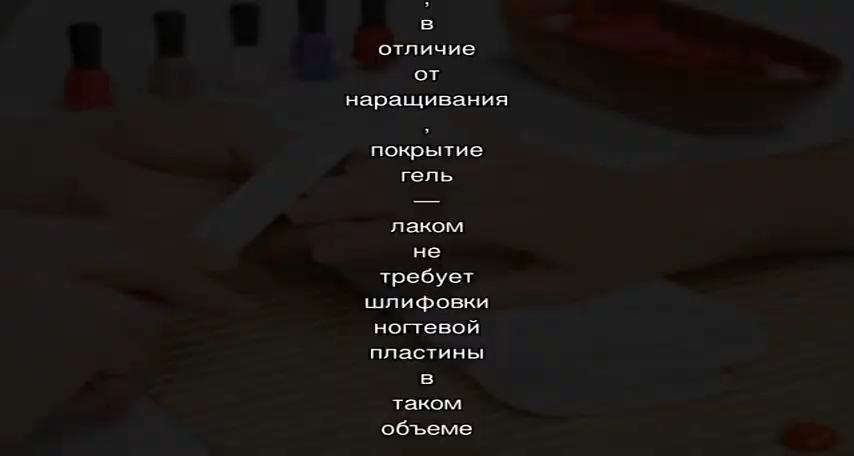 ,
в
отличие
от
наращивания
,
покрытие
гель
—
лаком
не
требует
шлифовки
ногтевой
пластины
в
таком
объеме